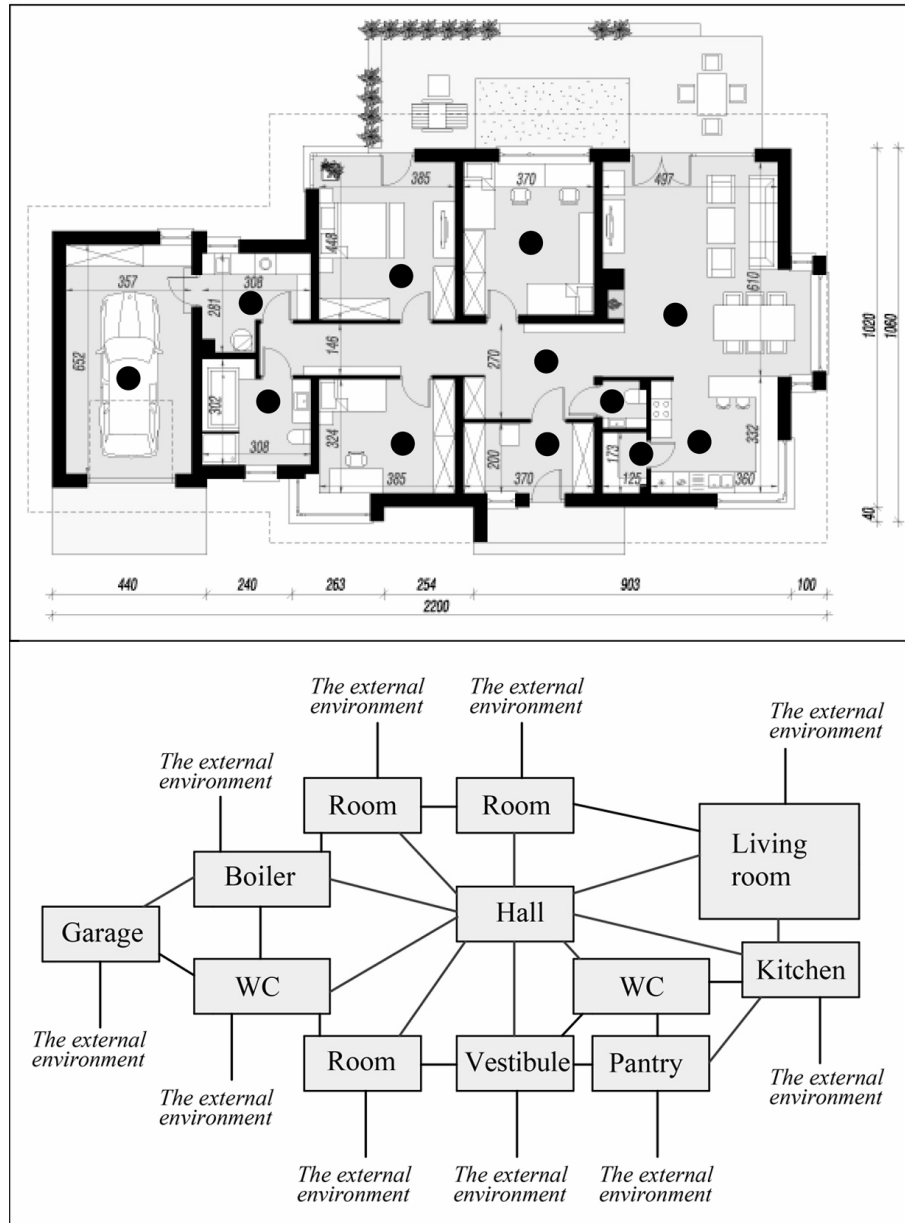 385
370
497
448
357
308
281
610
652
146
270
1020
1060
302
324
308
385
200
370
173
125
332
360
40
440
240
263
254
903
100
2200
The external
environment
The external
environment
The external
environment
The external
environment
Room
Room
Living
room
Boiler
Hall
Garage
WC
WC
Kitchen
The external
environment
Room
Vestibule
Pantry
The external
environment
The external
environment
The external
environment
The external
environment
The external
environment
The external
environment